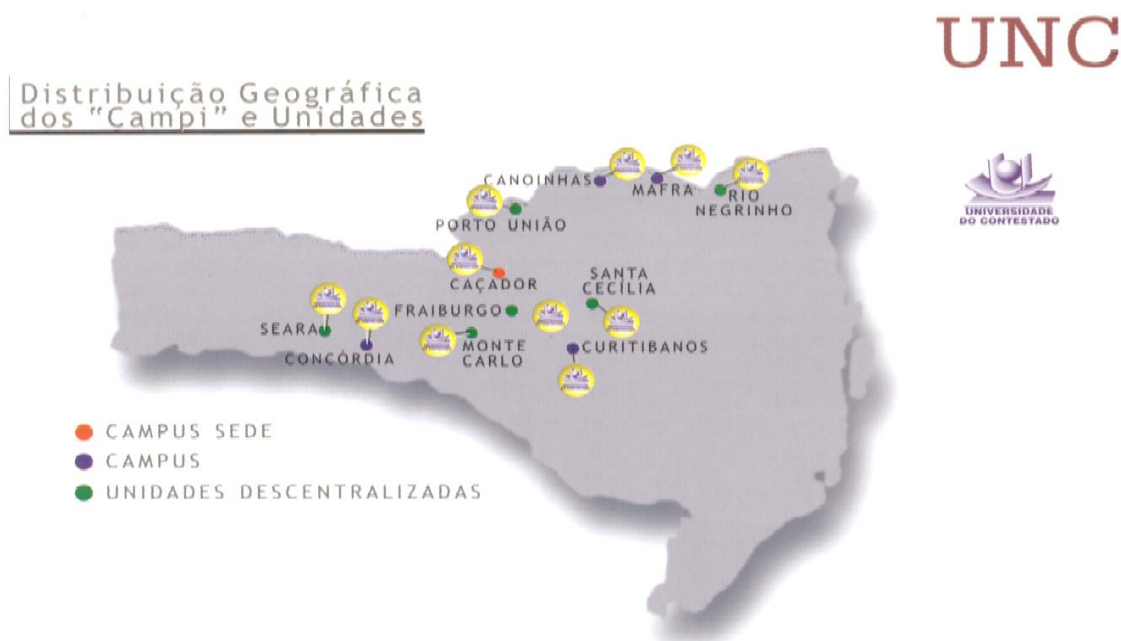 UNC
Distribuição Geográfica
dos "Campi" e Unidades
CANOINHAS
MAFRA
RIO
NEGRINHO
PORTO UNIÃO
UNIVERSIDADE
DO CONTESTADO
CAÇADOR
SANTA
CECÍLIA
FRAIBURGO
SEARA
CONCÓRDIA
MONTE
CARLO
CURITIBANOS
CAMPUS SEDE
CAMPUS
UNIDADES DESCENTRALIZADAS